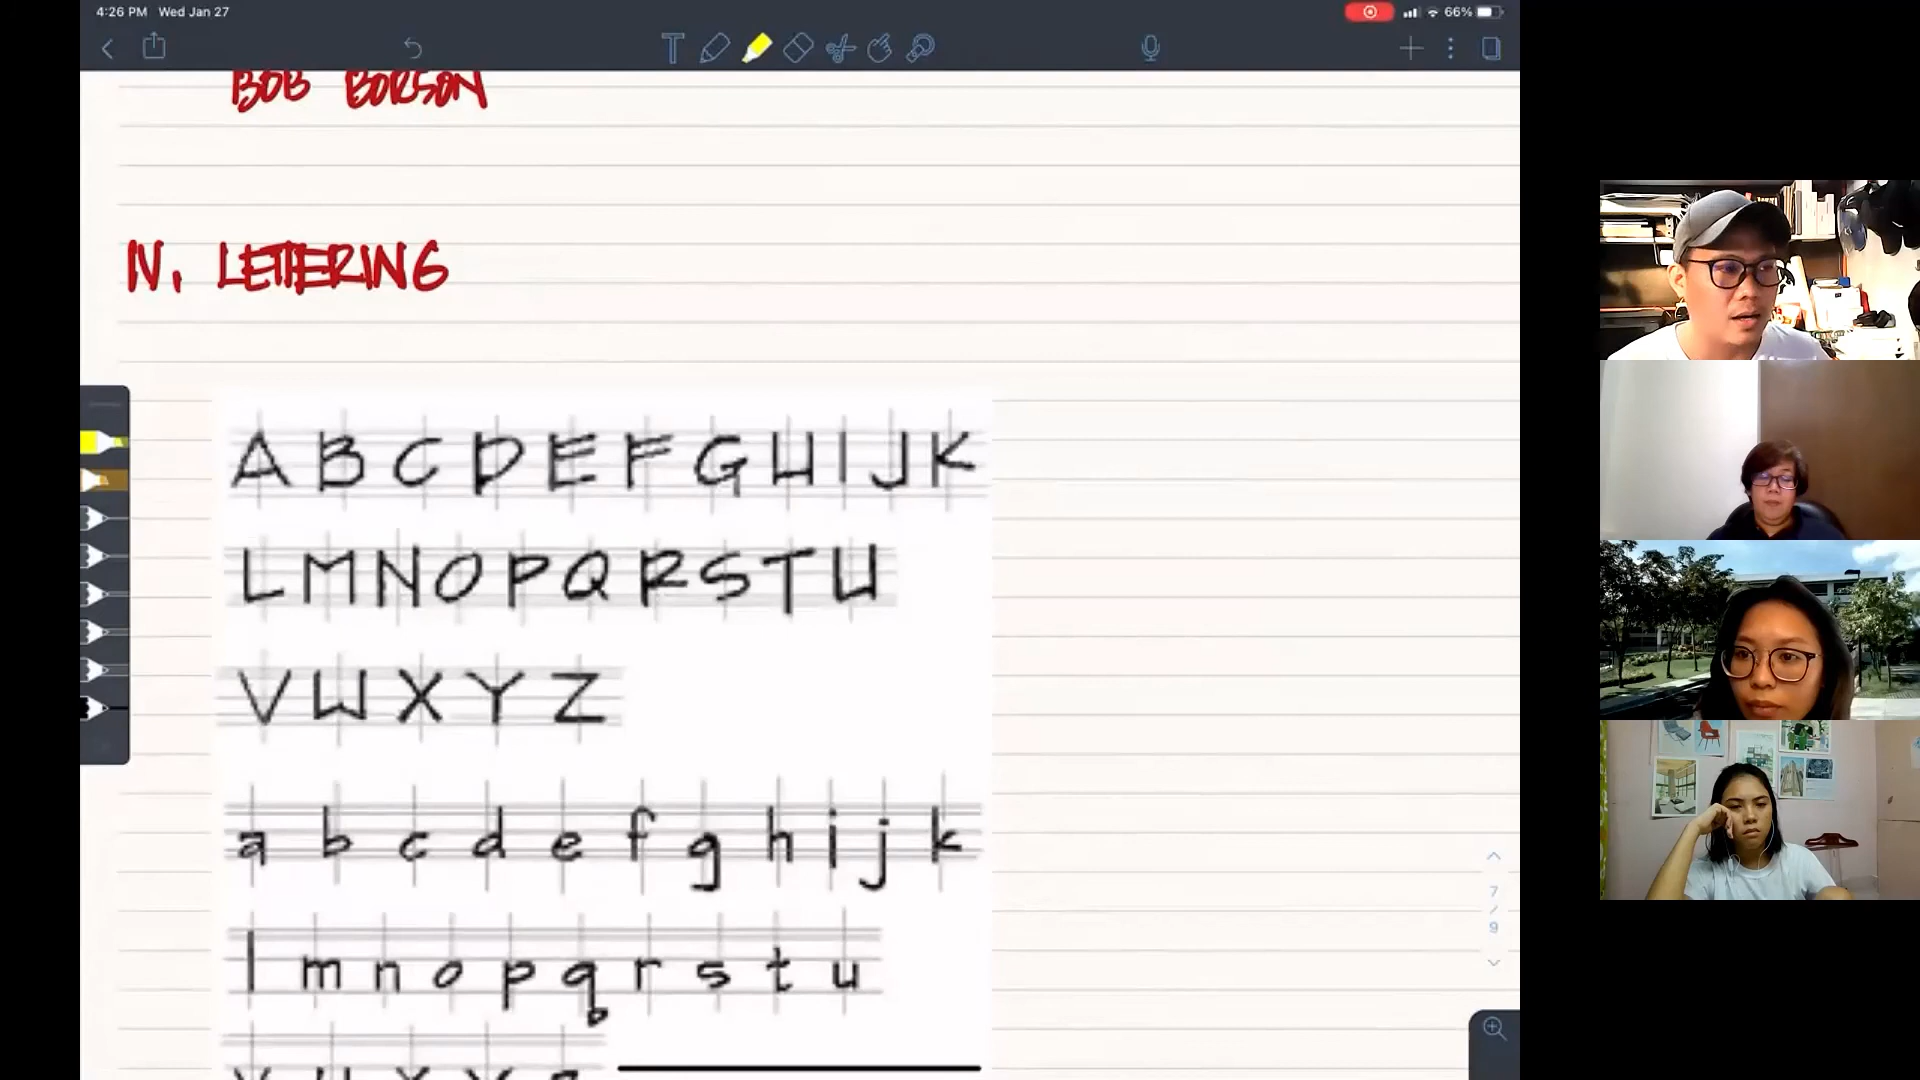 4:26 PM Wed Jan 27
66%
BOB BORSON
IV. LETTERING
A B C D E F G H I J K
L M N O P Q R S T U
V W X Y Z
a b c d e f g h i j k
l m n o p q r s t u
7
/
9